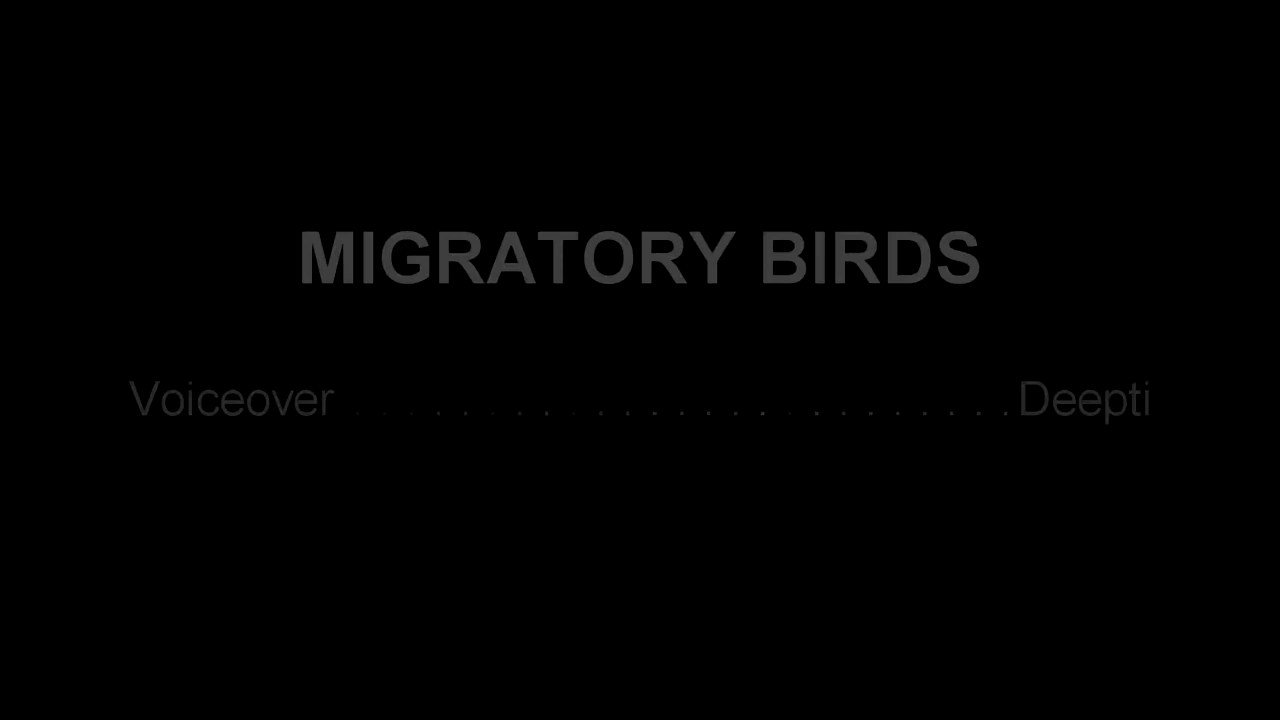 MIGRATORY BIRDS
Voiceover . . . . . . . . . . . . . . . . . . . . . . . . . Deepti